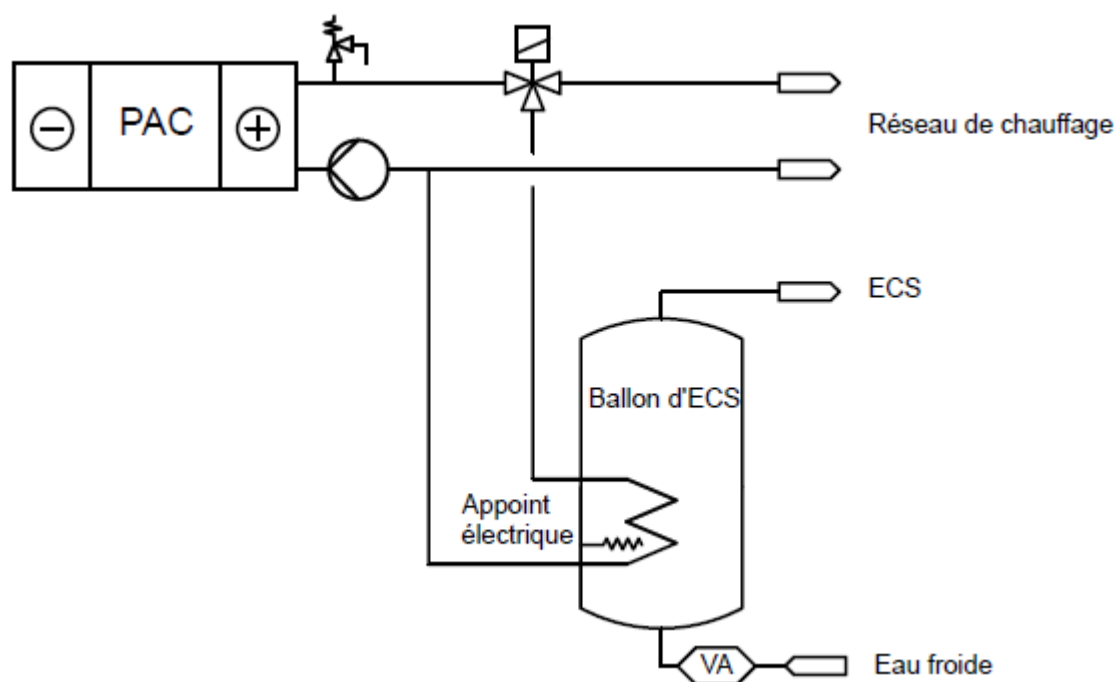 PAC
Réseau de chauffage
ECS
Ballon d'ECS
Appoint
électrique
VA
Eau froide